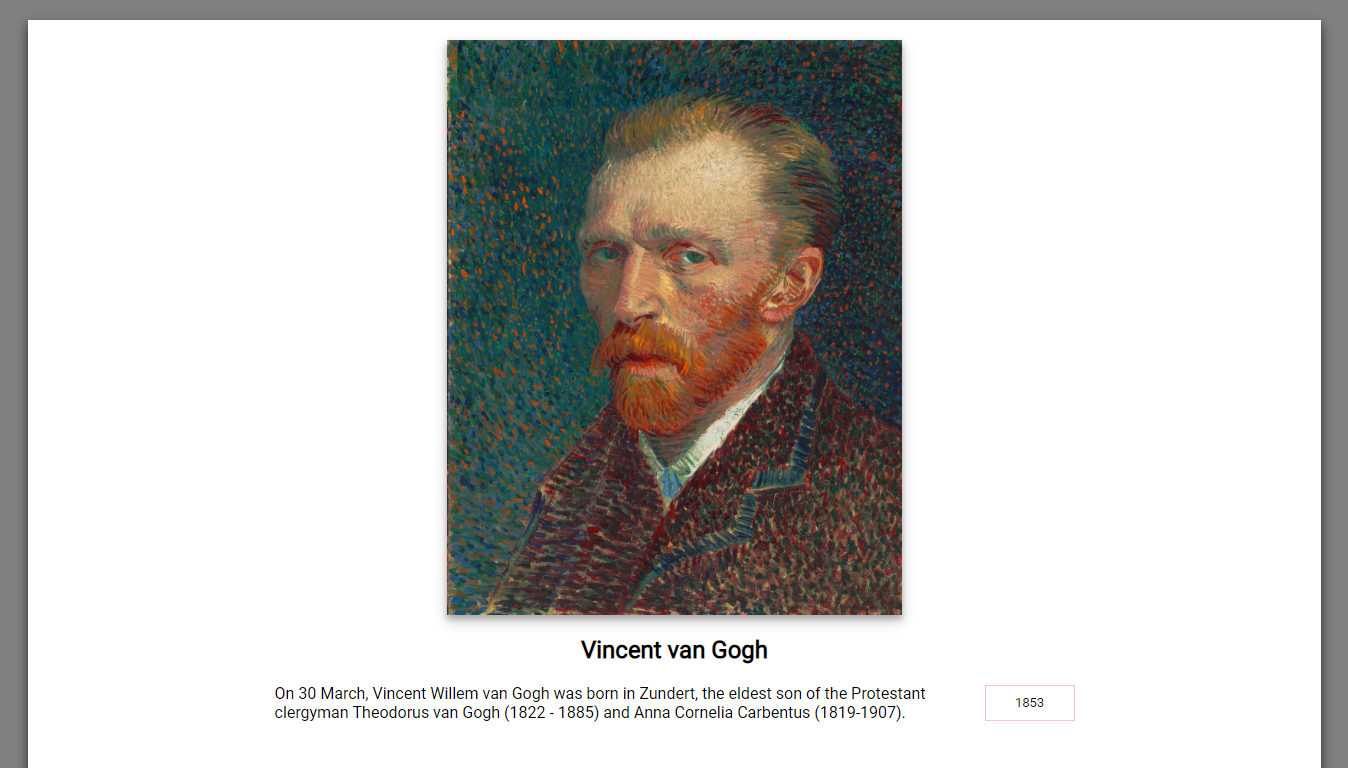 Vincent van Gogh
On 30 March, Vincent Willem van Gogh was born in Zundert, the eldest son of the Protestant
clergyman Theodorus van Gogh (1822 - 1885) and Anna Cornelia Carbentus (1819-1907).
1853